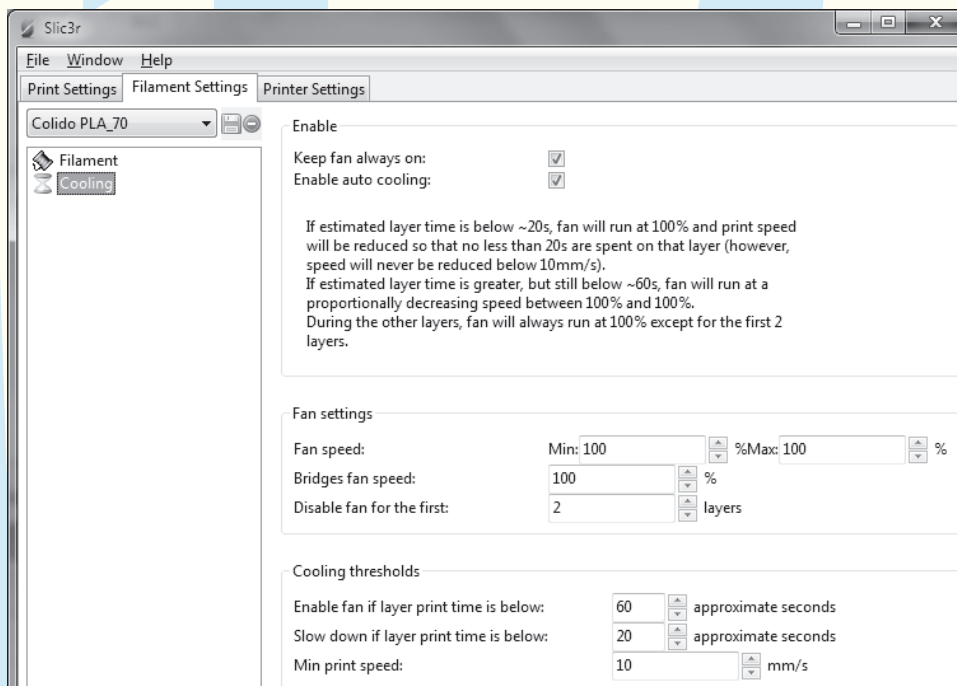 Slic3r
File Window Help
Print Settings Filament Settings Printer Settings
Colido PLA_70
Filament
Cooling
Enable
Keep fan always on:
Enable auto cooling:
If estimated layer time is below ~20s, fan will run at 100% and print speed
will be reduced so that no less than 20s are spent on that layer (however,
speed will never be reduced below 10mm/s).
If estimated layer time is greater, but still below ~60s, fan will run at a
proportionally decreasing speed between 100% and 100%.
During the other layers, fan will always run at 100% except for the first 2
layers.
Fan settings
Fan speed: Min: 100 %Max: 100 %
Bridges fan speed: 100 %
Disable fan for the first: 2 layers
Cooling thresholds
Enable fan if layer print time is below: 60 approximate seconds
Slow down if layer print time is below: 20 approximate seconds
Min print speed: 10 mm/s